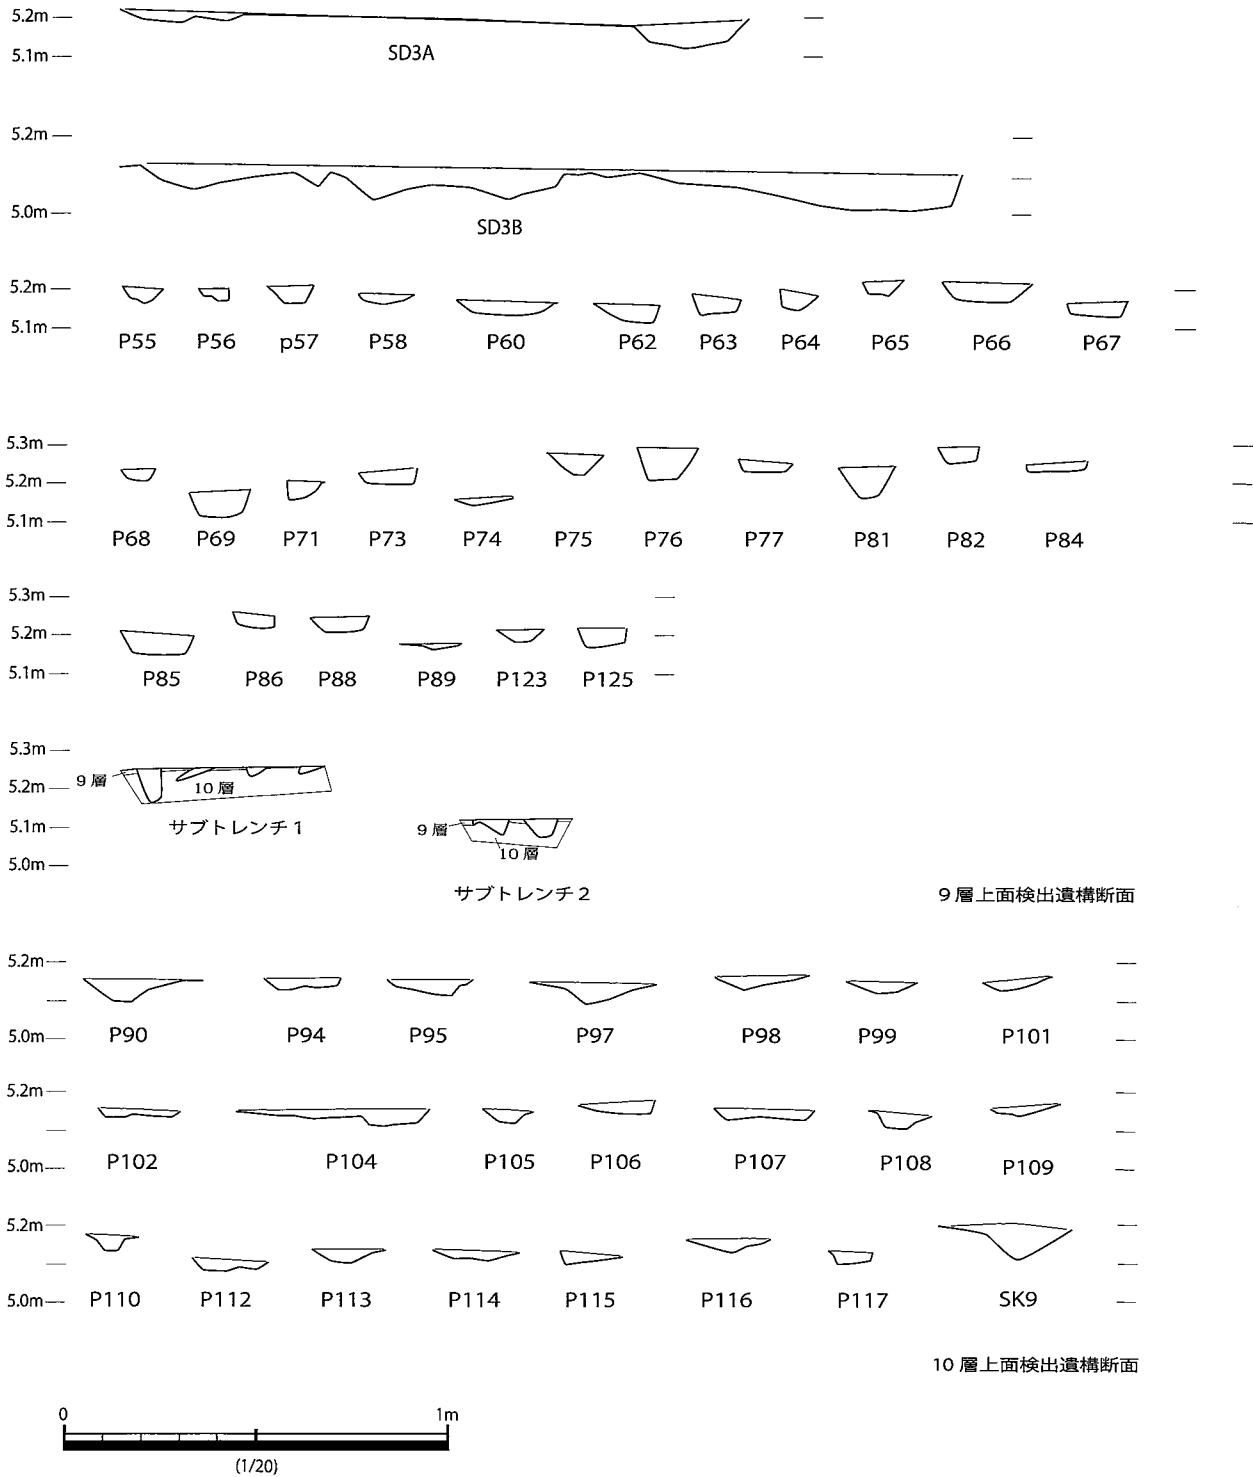 5.2m
5.1m
SD3A
5.2m
5.0m
SD3B
5.2m
5.1m
P55 P56 p57 P58 P60 P62 P63 P64 P65 P66 P67
5.3m
5.2m
5.1m
P68 P69 P71 P73 P74 P75 P76 P77 P81 P82 P84
5.3m
5.2m
5.1m
P85 P86 P88 P89 P123 P125
5.3m
9層
5.2m
10層
サブトレンチ1
5.1m
9層
10層
5.0m
サブトレンチ2
9層上面検出遺構断面
5.2m
5.0m
P90 P94 P95 P97 P98 P99 P101
5.2m
5.0m
P102 P104 P105 P106 P107 P108 P109
5.2m
5.0m
P110 P112 P113 P114 P115 P116 P117 SK9
10層上面検出遺構断面
0 1m
(1/20)